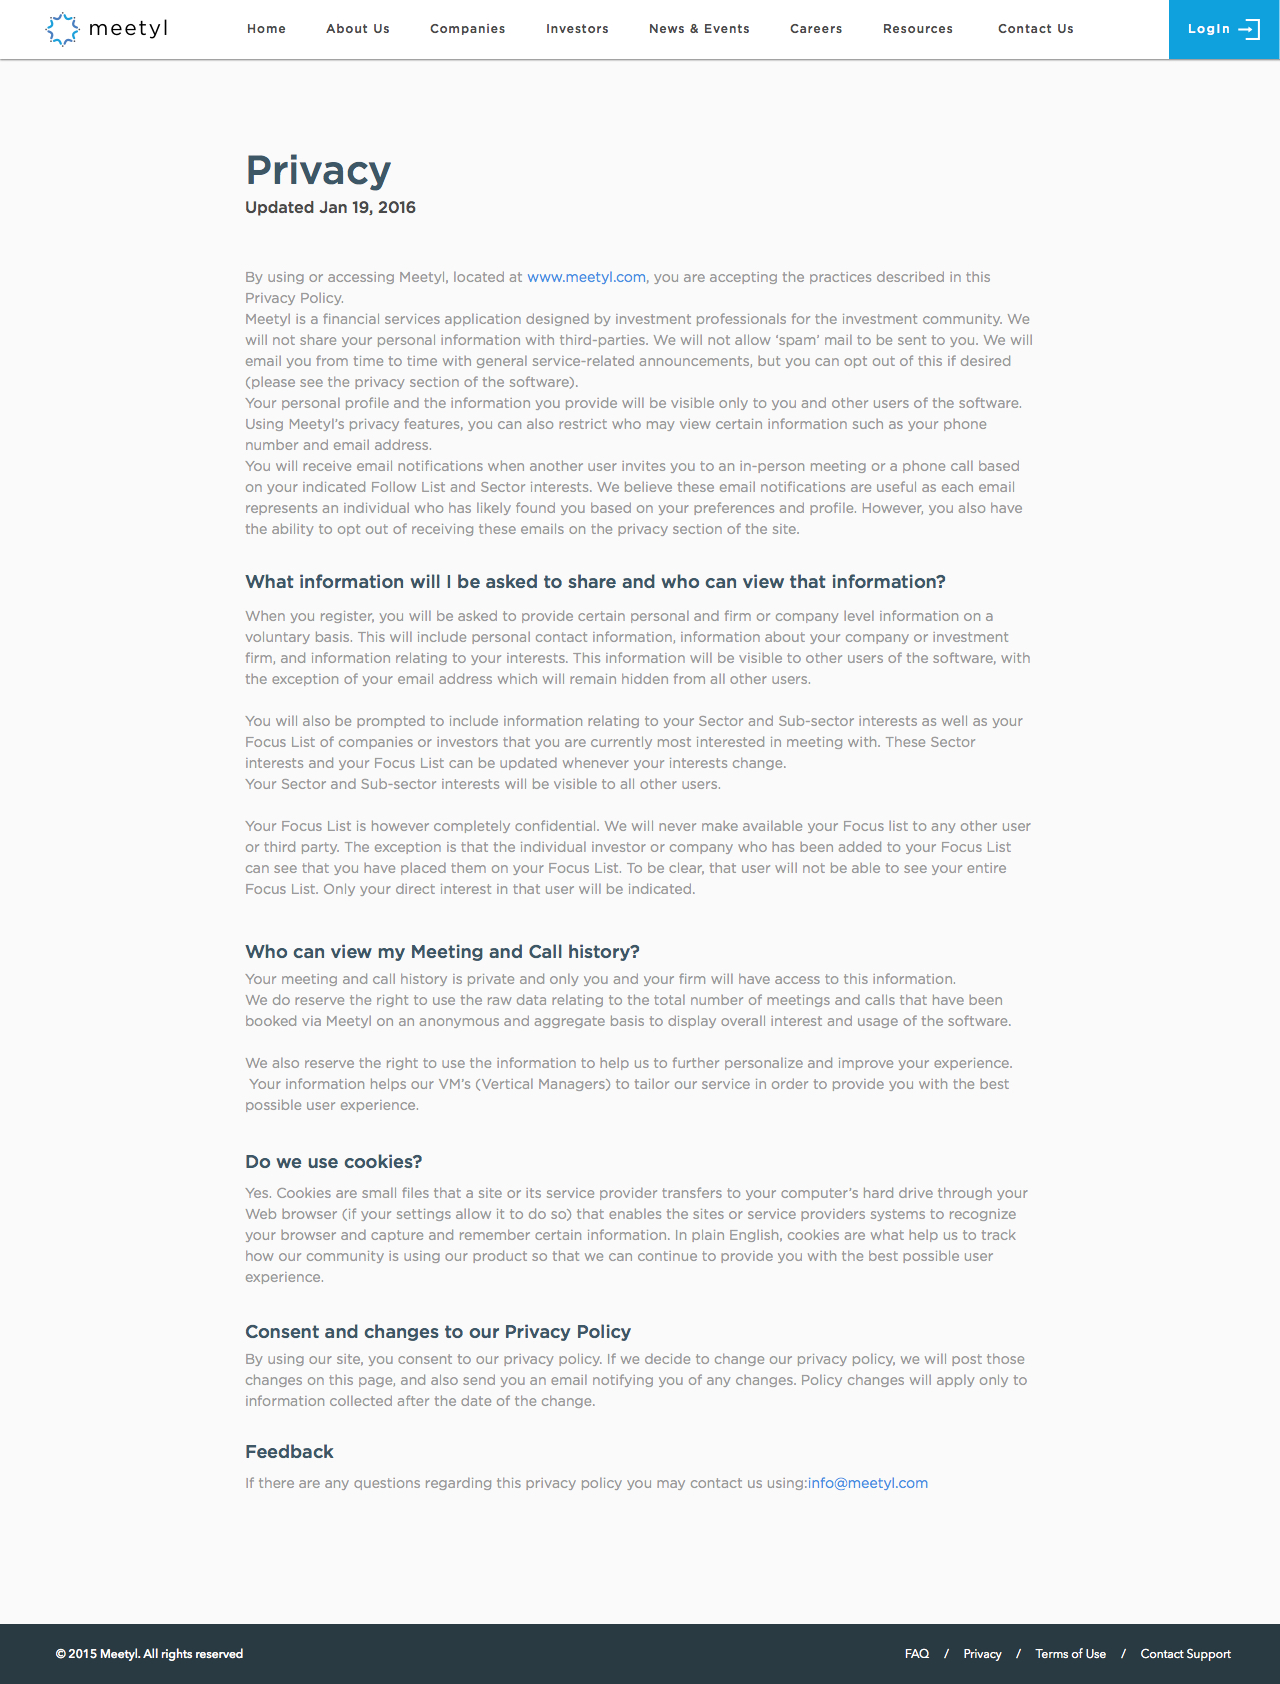 meetyl
Home About Us Companies Investors News & Events Careers Resources Contact Us LogIn
Privacy
Updated Jan 19, 2016
By using or accessing Meetyl, located at www.meetyl.com, you are accepting the practices described in this
Privacy Policy.
Meetyl is a financial services application designed by investment professionals for the investment community. We
will not share your personal information with third-parties. We will not allow ‘spam’ mail to be sent to you. We will
email you from time to time with general service-related announcements, but you can opt out of this if desired
(please see the privacy section of the software).
Your personal profile and the information you provide will be visible only to you and other users of the software.
Using Meetyl’s privacy features, you can also restrict who may view certain information such as your phone
number and email address.
You will receive email notifications when another user invites you to an in-person meeting or a phone call based
on your indicated Follow List and Sector interests. We believe these email notifications are useful as each email
represents an individual who has likely found you based on your preferences and profile. However, you also have
the ability to opt out of receiving these emails on the privacy section of the site.
What information will I be asked to share and who can view that information?
When you register, you will be asked to provide certain personal and firm or company level information on a
voluntary basis. This will include personal contact information, information about your company or investment
firm, and information relating to your interests. This information will be visible to other users of the software, with
the exception of your email address which will remain hidden from all other users.
You will also be prompted to include information relating to your Sector and Sub-sector interests as well as your
Focus List of companies or investors that you are currently most interested in meeting with. These Sector
interests and your Focus List can be updated whenever your interests change.
Your Sector and Sub-sector interests will be visible to all other users.
Your Focus List is however completely confidential. We will never make available your Focus list to any other user
or third party. The exception is that the individual investor or company who has been added to your Focus List
can see that you have placed them on your Focus List. To be clear, that user will not be able to see your entire
Focus List. Only your direct interest in that user will be indicated.
Who can view my Meeting and Call history?
Your meeting and call history is private and only you and your firm will have access to this information.
We do reserve the right to use the raw data relating to the total number of meetings and calls that have been
booked via Meetyl on an anonymous and aggregate basis to display overall interest and usage of the software.
We also reserve the right to use the information to help us to further personalize and improve your experience.
Your information helps our VM’s (Vertical Managers) to tailor our service in order to provide you with the best
possible user experience.
Do we use cookies?
Yes. Cookies are small files that a site or its service provider transfers to your computer’s hard drive through your
Web browser (if your settings allow it to do so) that enables the sites or service providers systems to recognize
your browser and capture and remember certain information. In plain English, cookies are what help us to track
how our community is using our product so that we can continue to provide you with the best possible user
experience.
Consent and changes to our Privacy Policy
By using our site, you consent to our privacy policy. If we decide to change our privacy policy, we will post those
changes on this page, and also send you an email notifying you of any changes. Policy changes will apply only to
information collected after the date of the change.
Feedback
If there are any questions regarding this privacy policy you may contact us using:info@meetyl.com
© 2015 Meetyl. All rights reserved FAQ / Privacy / Terms of Use / Contact Support